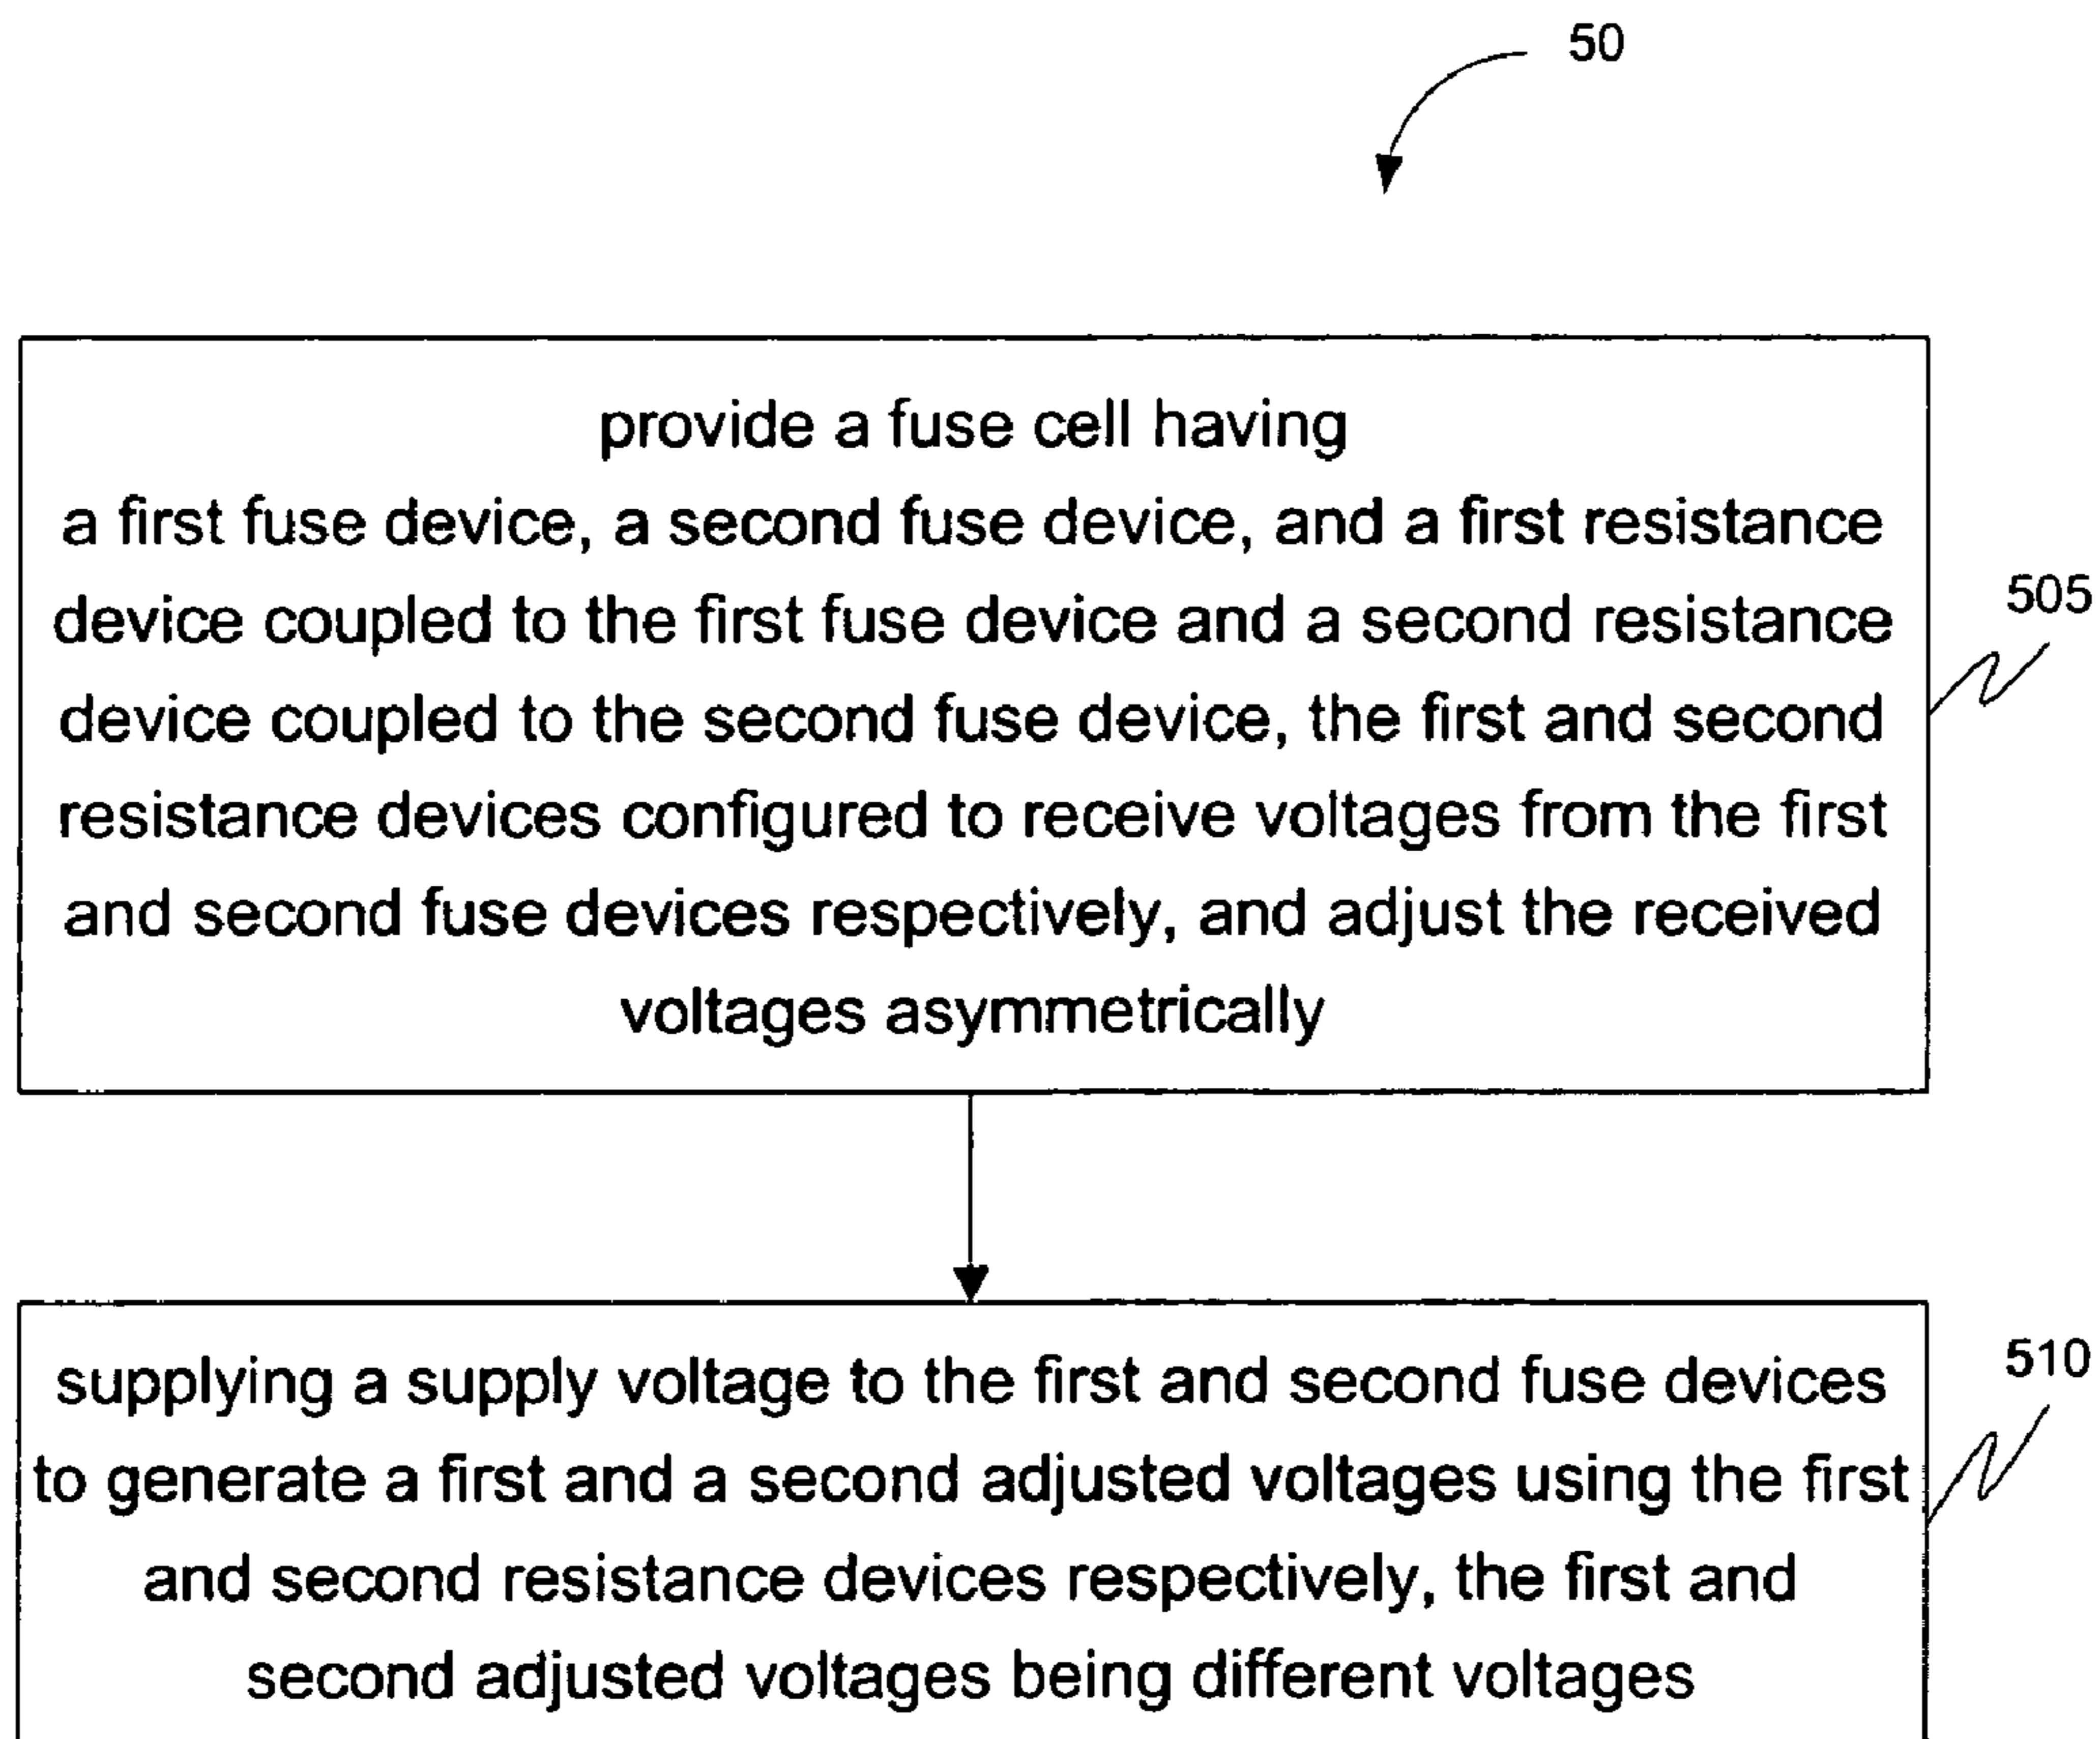 50
provide a fuse cell having
a first fuse device, a second fuse device, and a first resistance
device coupled to the first fuse device and a second resistance
device coupled to the second fuse device, the first and second
resistance devices configured to receive voltages from the first
and second fuse devices respectively, and adjust the received
voltages asymmetrically
505
supplying a supply voltage to the first and second fuse devices
to generate a first and a second adjusted voltages using the first
and second resistance devices respectively, the first and
second adjusted voltages being different voltages
510